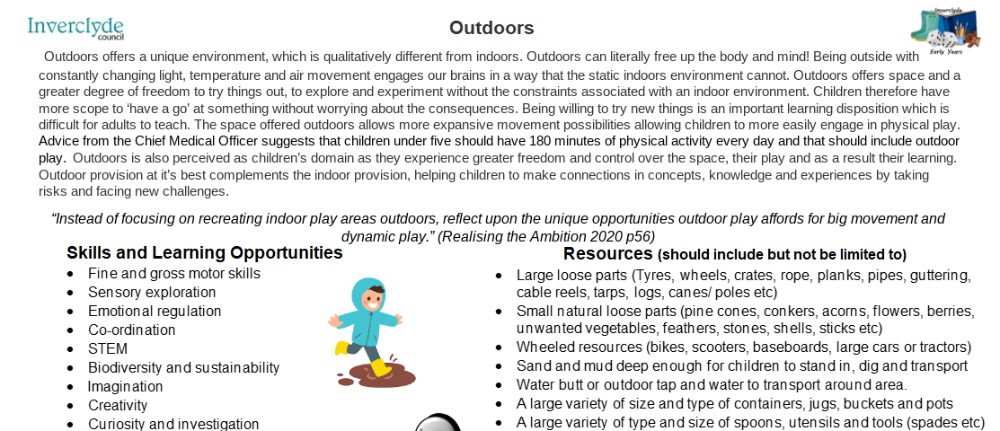 Inverclyde
council
Outdoors
Inverclyde
Early Years
Outdoors offers a unique environment, which is qualitatively different from indoors. Outdoors can literally free up the body and mind! Being outside with
constantly changing light, temperature and air movement engages our brains in a way that the static indoors environment cannot. Outdoors offers space and a
greater degree of freedom to try things out, to explore and experiment without the constraints associated with an indoor environment. Children therefore have
more scope to ‘have a go’ at something without worrying about the consequences. Being willing to try new things is an important learning disposition which is
difficult for adults to teach. The space offered outdoors allows more expansive movement possibilities allowing children to more easily engage in physical play.
Advice from the Chief Medical Officer suggests that children under five should have 180 minutes of physical activity every day and that should include outdoor
play. Outdoors is also perceived as children’s domain as they experience greater freedom and control over the space, their play and as a result their learning.
Outdoor provision at it’s best complements the indoor provision, helping children to make connections in concepts, knowledge and experiences by taking
risks and facing new challenges.
“Instead of focusing on recreating indoor play areas outdoors, reflect upon the unique opportunities outdoor play affords for big movement and
dynamic play.” (Realising the Ambition 2020 p56)
Skills and Learning Opportunities
• Fine and gross motor skills
• Sensory exploration
• Emotional regulation
• Co-ordination
• STEM
• Biodiversity and sustainability
• Imagination
• Creativity
• Curiosity and investigation
Resources (should include but not be limited to)
• Large loose parts (Tyres, wheels, crates, rope, planks, pipes, guttering,
cable reels, tarps, logs, canes/ poles etc)
• Small natural loose parts (pine cones, conkers, acorns, flowers, berries,
unwanted vegetables, feathers, stones, shells, sticks etc)
• Wheeled resources (bikes, scooters, baseboards, large cars or tractors)
• Sand and mud deep enough for children to stand in, dig and transport
• Water butt or outdoor tap and water to transport around area.
• A large variety of size and type of containers, jugs, buckets and pots
• A large variety of type and size of spoons, utensils and tools (spades etc)